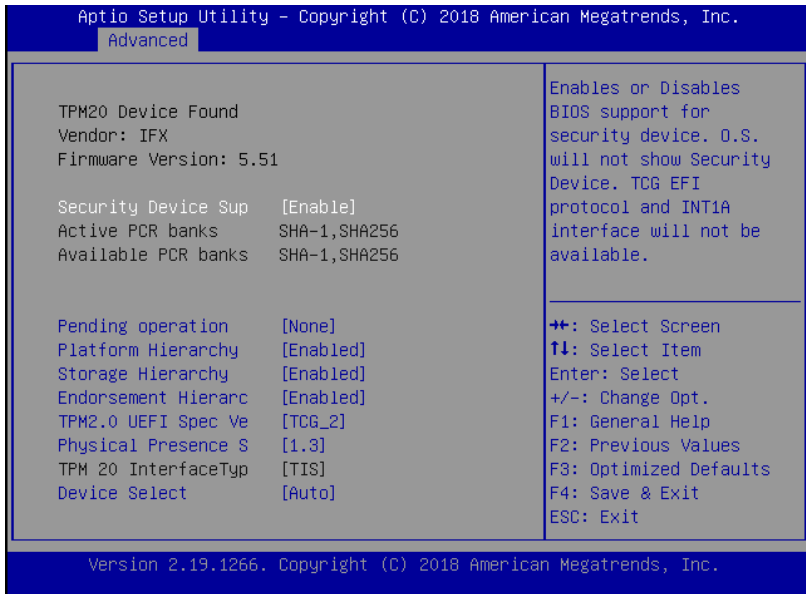 Aptio Setup Utility – Copyright (C) 2018 American Megatrends, Inc.
Advanced
TPM20 Device Found
Vendor: IFX
Firmware Version: 5.51
Security Device Sup [Enable]
Active PCR banks SHA-1,SHA256
Available PCR banks SHA-1,SHA256
Pending operation [None]
Platform Hierarchy [Enabled]
Storage Hierarchy [Enabled]
Endorsement Hierarc [Enabled]
TPM2.0 UEFI Spec Ve [TCG_2]
Physical Presence S [1.3]
TPM 20 InterfaceTyp [TIS]
Device Select [Auto]
Enables or Disables
BIOS support for
security device. O.S.
will not show Security
Device. TCG EFI
protocol and INT1A
interface will not be
available.
→←: Select Screen
↑↓: Select Item
Enter: Select
+/-: Change Opt.
F1: General Help
F2: Previous Values
F3: Optimized Defaults
F4: Save & Exit
ESC: Exit
Version 2.19.1266. Copyright (C) 2018 American Megatrends, Inc.